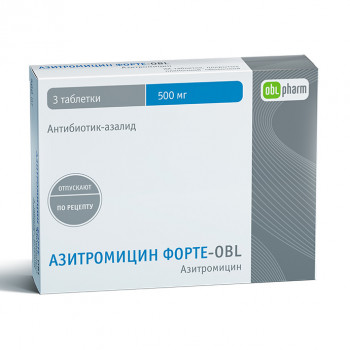 3 таблетки
500 мг
obl pharm
Антибиотик-азалид
ОТПУСКАЮТ
ПО РЕЦЕПТУ
АЗИТРОМИЦИН ФОРТЕ-OBL
Азитромицин